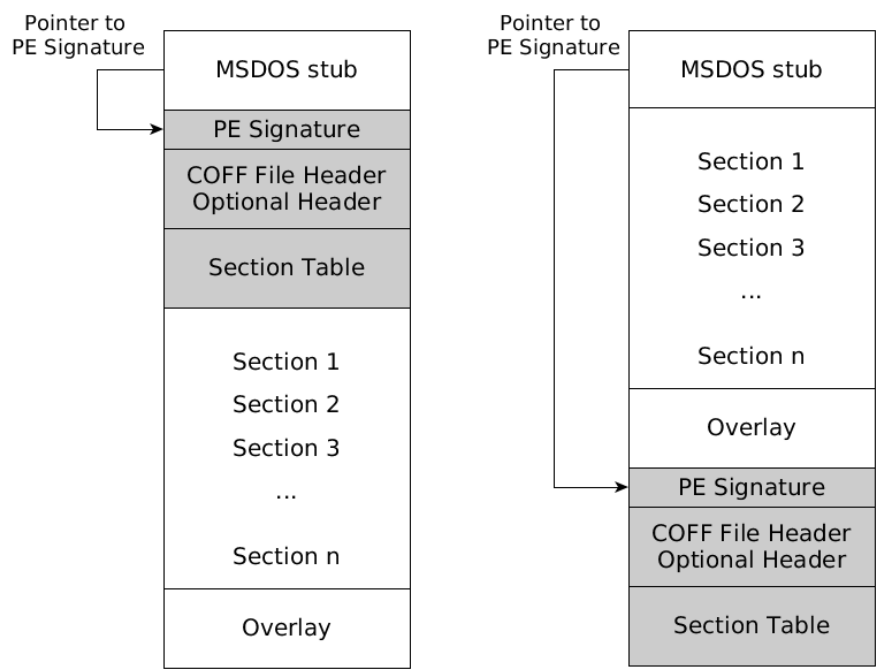 Pointer to
PE Signature
MSDOS stub
PE Signature
COFF File Header
Optional Header
Section Table
Section 1
Section 2
Section 3
...
Section n
Overlay
Pointer to
PE Signature
MSDOS stub
Section 1
Section 2
Section 3
...
Section n
Overlay
PE Signature
COFF File Header
Optional Header
Section Table